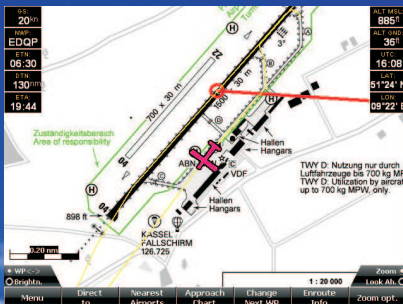 GS:
20kn
NWP:
EDQP
ETN:
06:30
DTN:
130nm
ETA
19:44
ALT MSL
885ft
ALT GND
36ft
UTC:
16:08
LAT:
51°24' N
LON:
09°22' E
H
22
700 x 30 m
1500
30 m
B
A
Zuständigkeitsbereich
Area of responsibility
H
D
H
Hallen
Hangars
ABN
C
VDF
04
04
C
TWY D: Nutzung nur durch
Luftfahrzeuge bis 700 kg MP
TWY D: Utilization by aircraft
up to 700 kg MPW, only.
Hallen
Hangars
H
898 ft
KASSEL
FALLSCHIRM
126.725
0.20 nm
WP<->
Brightn.
1 : 20 000
Zoom
Look Ah.
Menu
Direct
to
Nearest
Airports
Approach
Chart
Change
Next WP
Enroute
Info
Zoom opt.